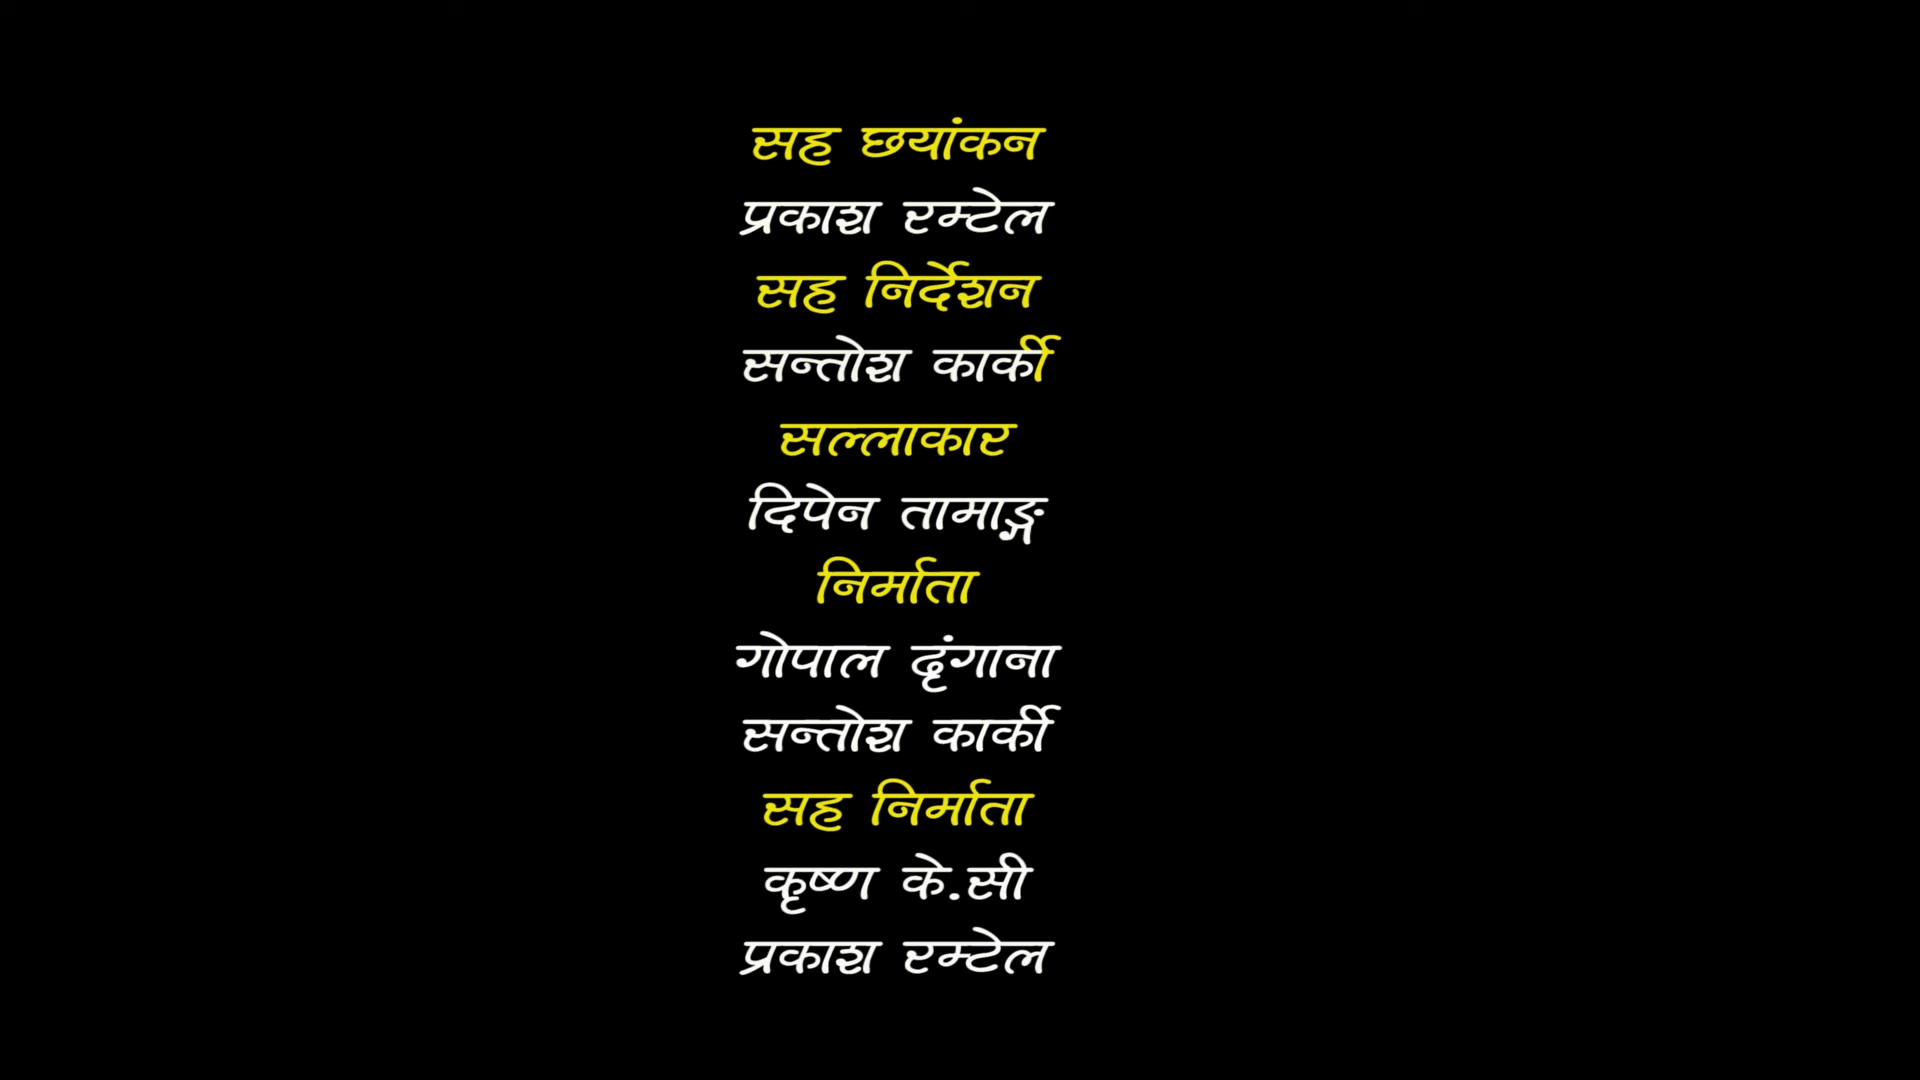 सह छयांकन
प्रकाश रम्टेल
सह निर्देशन
सन्तोश कार्की
सल्लाकार
दिपेन तामाङ्ग
निर्माता
गोपाल ढृंगाना
सन्तोश कार्की
सह निर्माता
कृष्ण के.सी
प्रकाश रम्टेल